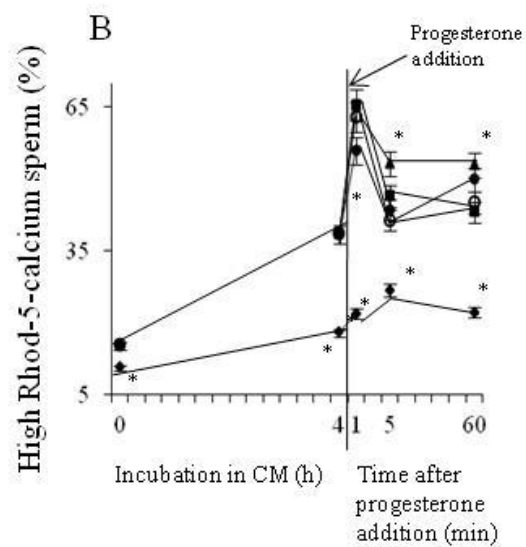 B
Progesterone
addition
High Rhod-5-calcium sperm (%)
65
35
5
*
*
*
*
*
*
*
*
0
4
1
5
60
Incubation in CM (h)
Time after
progesterone
addition (min)